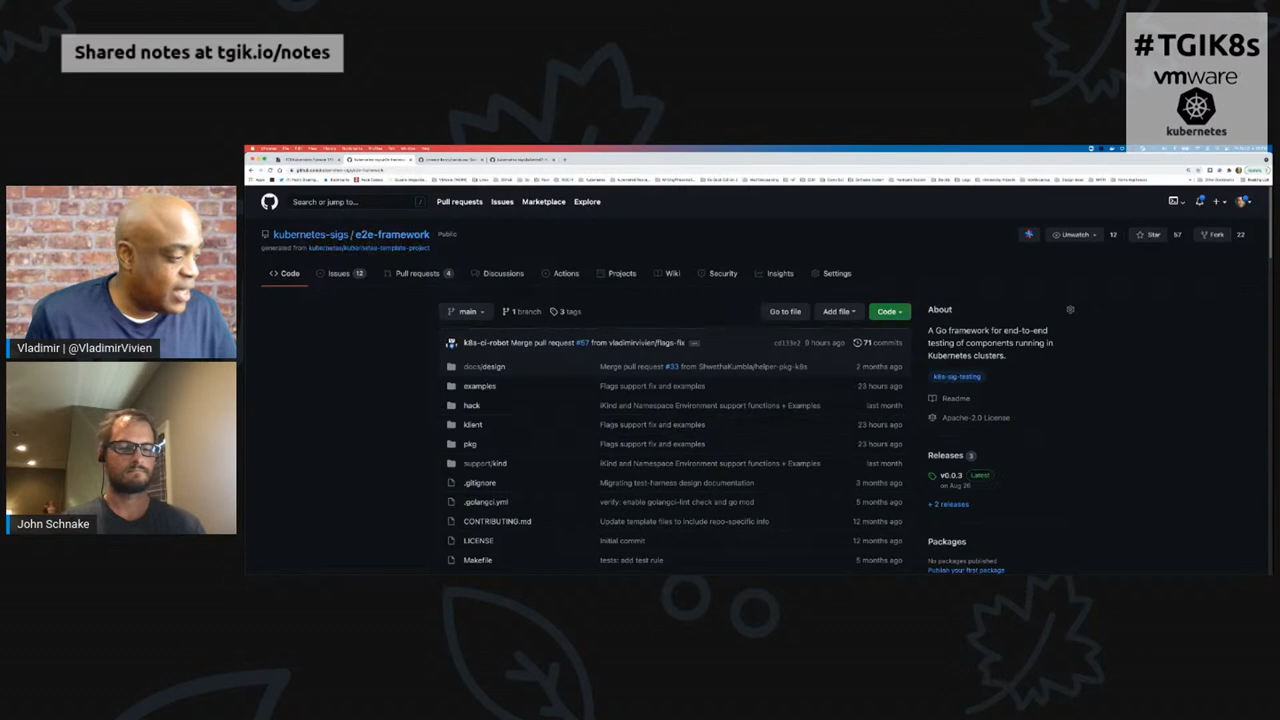 Shared notes at tgik.io/notes
#TGIK8s
vmware
kubernetes
Search or jump to... /
Pull requests Issues Marketplace Explore
kubernetes-sigs / e2e-framework Public
generated from kubernetes/kubernetes-template-project
Unwatch 12 Star 57 Fork 22
Code Issues 12 Pull requests 4 Discussions Actions Projects Wiki Security Insights Settings
main 1 branch 3 tags Go to file Add file Code
k8s-ci-robot Merge pull request #57 from vladimirvivien/flags-fix ... cd133e2 9 hours ago 71 commits
docs/design Merge pull request #33 from ShwethaKumbla/helper-pkg-k8s 2 months ago
examples Flags support fix and examples 23 hours ago
hack iKind and Namespace Environment support functions + Examples last month
klient Flags support fix and examples 23 hours ago
pkg Flags support fix and examples 23 hours ago
support/kind iKind and Namespace Environment support functions + Examples last month
.gitignore Migrating test-harness design documentation 3 months ago
.golangci.yml verify: enable golangci-lint check and go mod 5 months ago
CONTRIBUTING.md Update template files to include repo-specific info 12 months ago
LICENSE Initial commit 12 months ago
Makefile tests: add test rule 5 months ago
About
A Go framework for end-to-end
testing of components running in
Kubernetes clusters.
k8s-sig-testing
Readme
Apache-2.0 License
Releases 3
v0.0.3 Latest
on Aug 26
+ 2 releases
Packages
No packages published
Publish your first package
Vladimir | @VladimirVivien
John Schnake